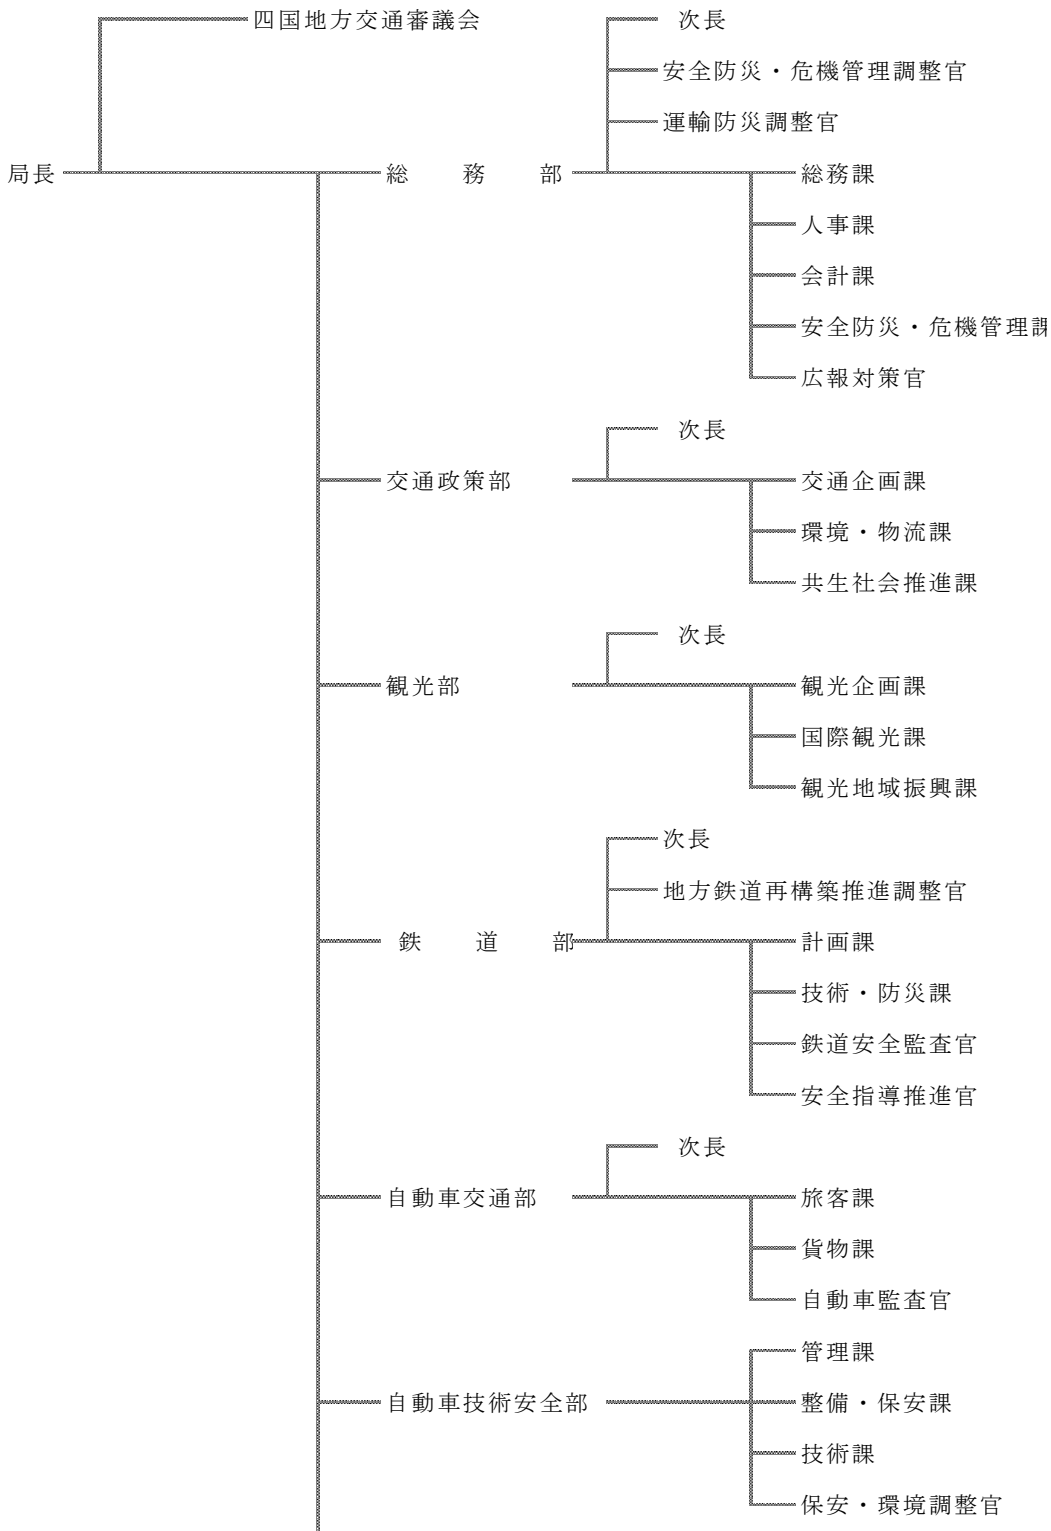 四国地方交通審議会 次長
安全防災・危機管理調整官
運輸防災調整官
局長 総務部 総務課
人事課
会計課
安全防災・危機管理課
広報対策官
次長
交通政策部 交通企画課
環境・物流課
共生社会推進課
次長
観光部 観光企画課
国際観光課
観光地域振興課
次長
地方鉄道再構築推進調整官
鉄道部 計画課
技術・防災課
鉄道安全監査官
安全指導推進官
次長
自動車交通部 旅客課
貨物課
自動車監査官
管理課
自動車技術安全部 整備・保安課
技術課
保安・環境調整官